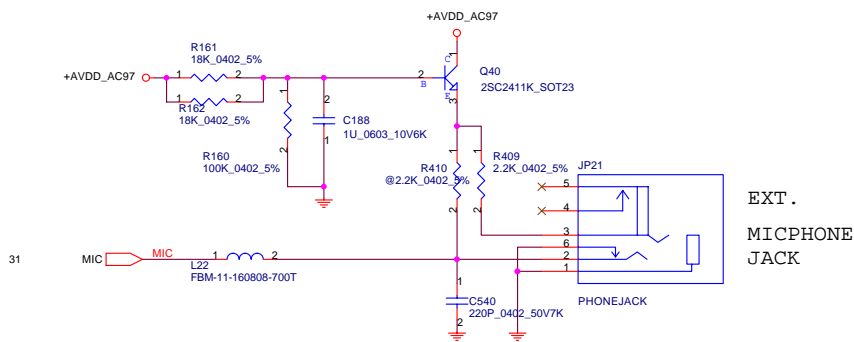 +AVDD_AC97
R161
18K_0402_5%
Q40
2SC2411K_SOT23
+AVDD_AC97
1
2
2
B
C
1
E
3
R162
18K_0402_5%
1
2
1
2
R160
100K_0402_5%
2
1
C188
1U_0603_10V6K
1
2
R410
@2.2K_0402_5%
1
2
R409
2.2K_0402_5%
JP21
5
4
3
6
2
1
EXT.
MICPHONE
JACK
31
MIC
MIC
1
2
L22
FBM-11-160808-700T
1
2
C540
220P_0402_50V7K
PHONEJACK